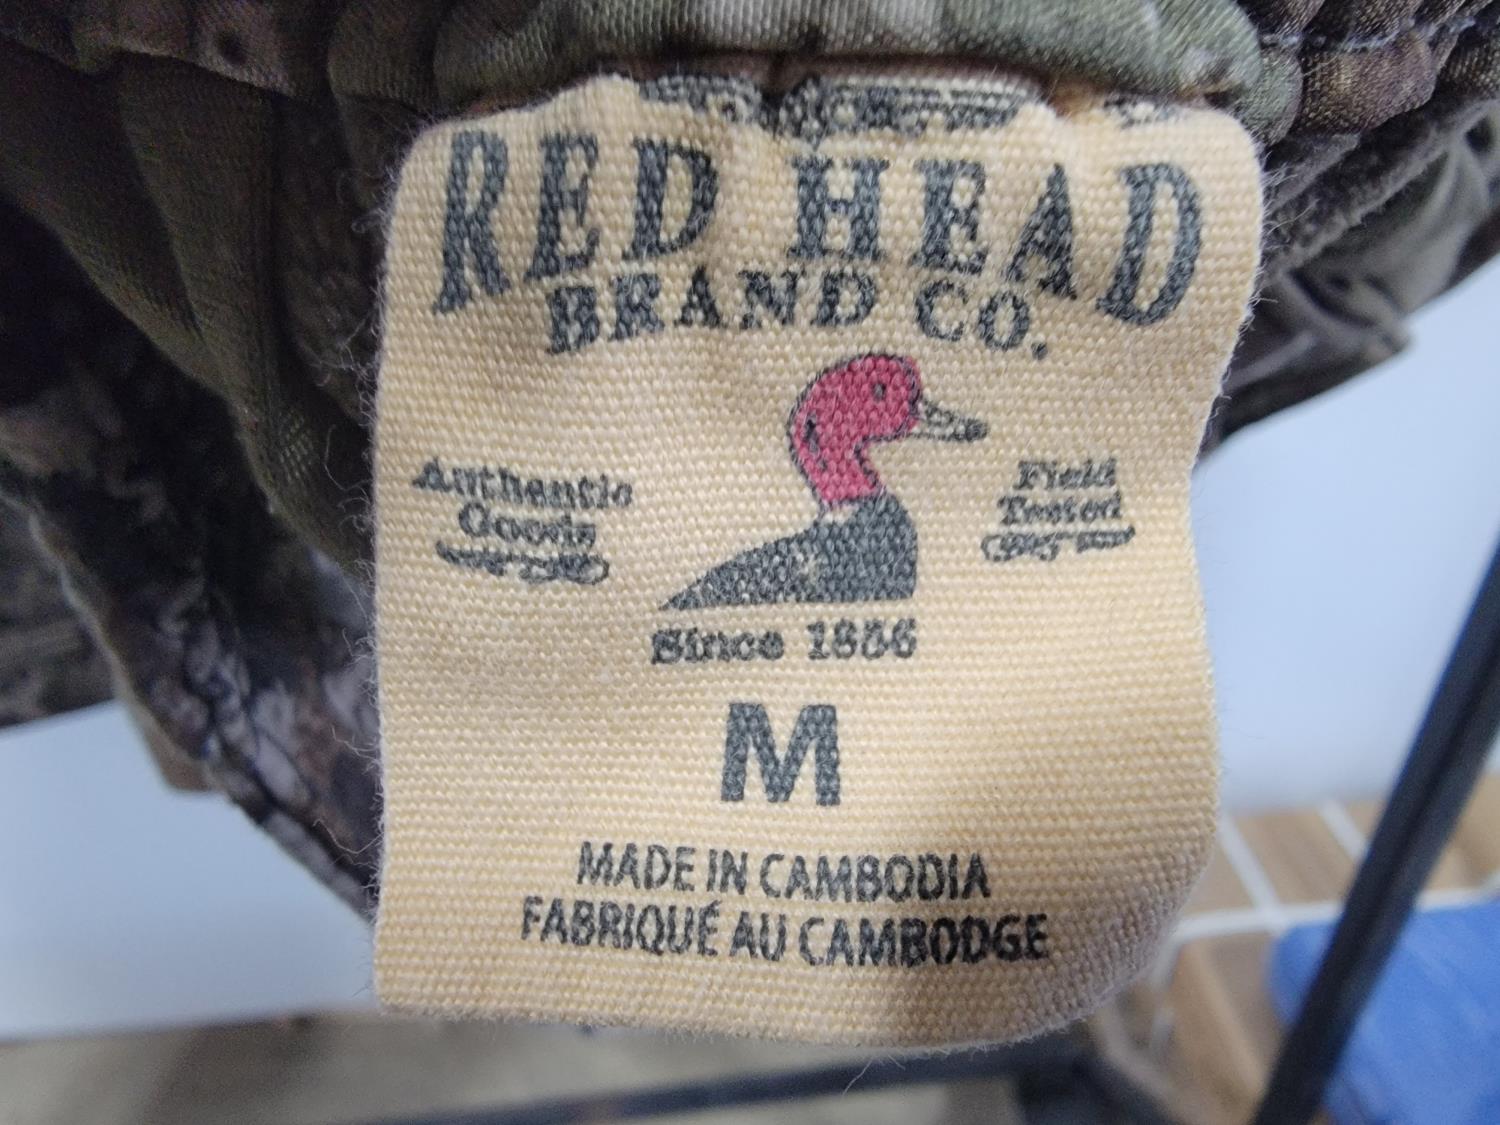 RED HEAD
BRAND CO.
Authentic
Goods
Field
Tested
Since 1856
M
MADE IN CAMBODIA
FABRIQUÉ AU CAMBODGE